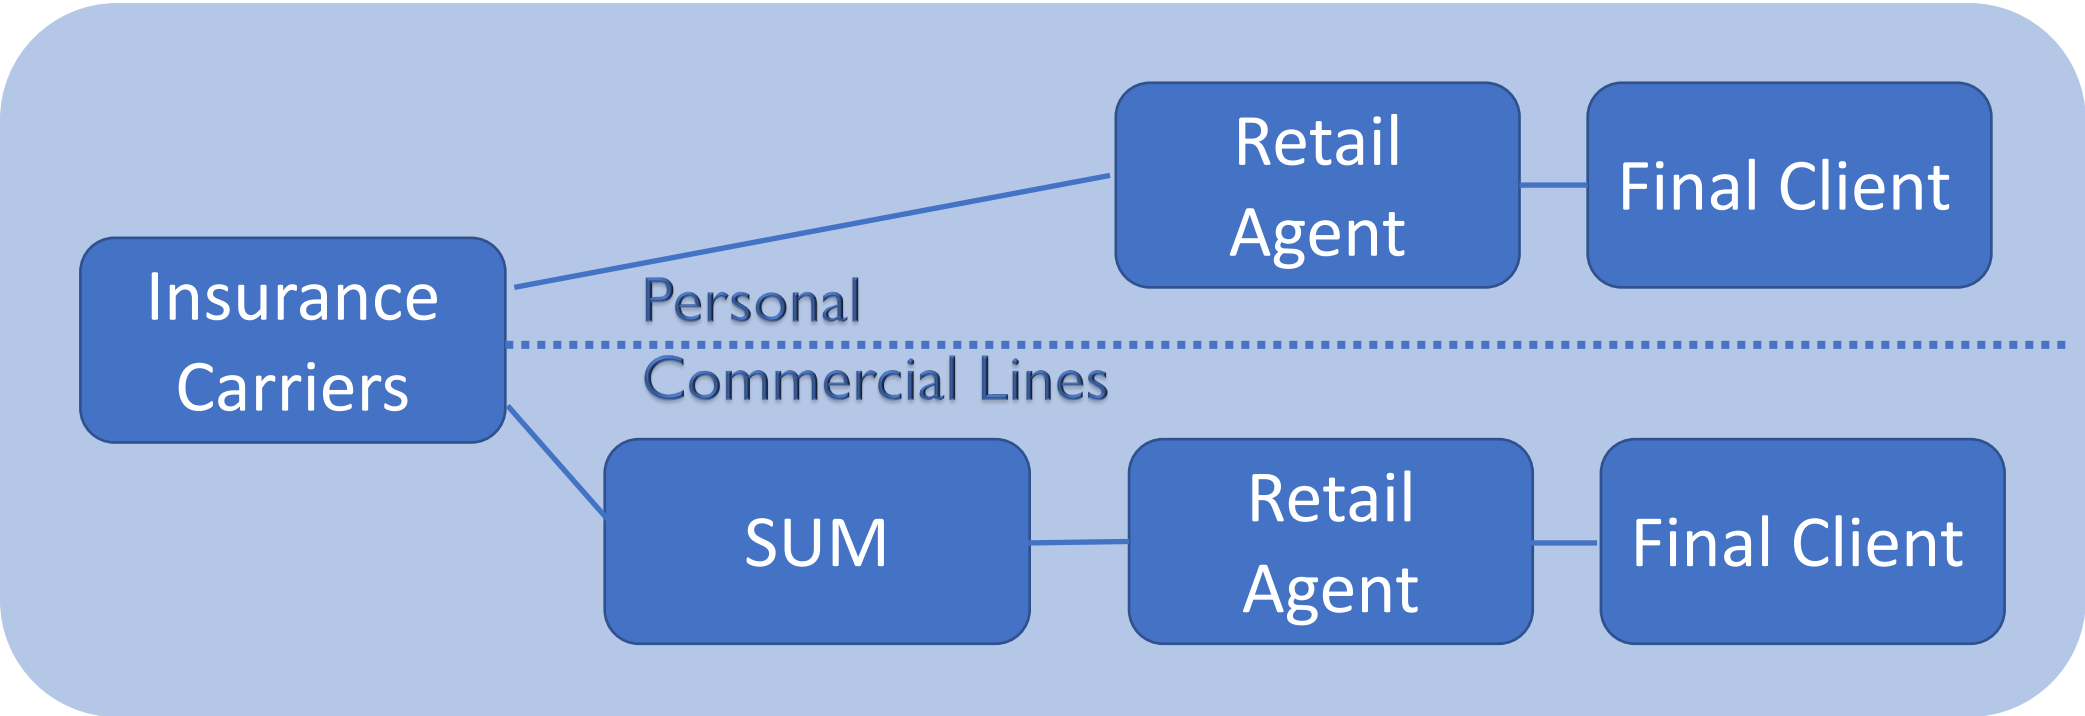 Retail
Agent
Final Client
Insurance
Carriers
Personal
Commercial Lines
SUM
Retail
Agent
Final Client